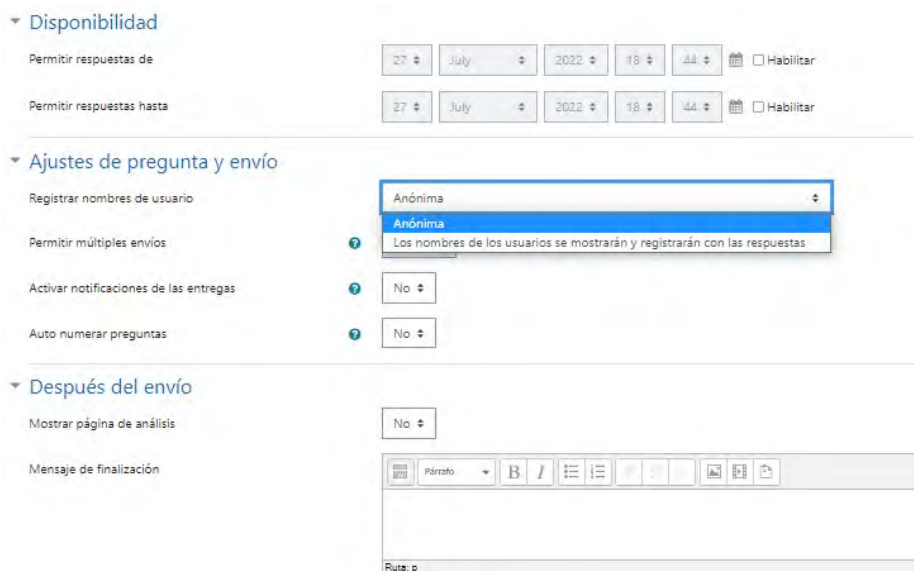 Disponibilidad
Permitir respuestas de 27 July 2022 18 44 Habilitar
Permitir respuestas hasta 27 July 2022 18 44 Habilitar
Ajustes de pregunta y envío
Registrar nombres de usuario Anónima
Anónima
Permitir múltiples envíos Los nombres de los usuarios se mostrarán y registrarán con las respuestas
Activar notificaciones de las entregas No
Auto numerar preguntas No
Después del envío
Mostrar página de análisis No
Mensaje de finalización Párrafo B I
Ruta: p